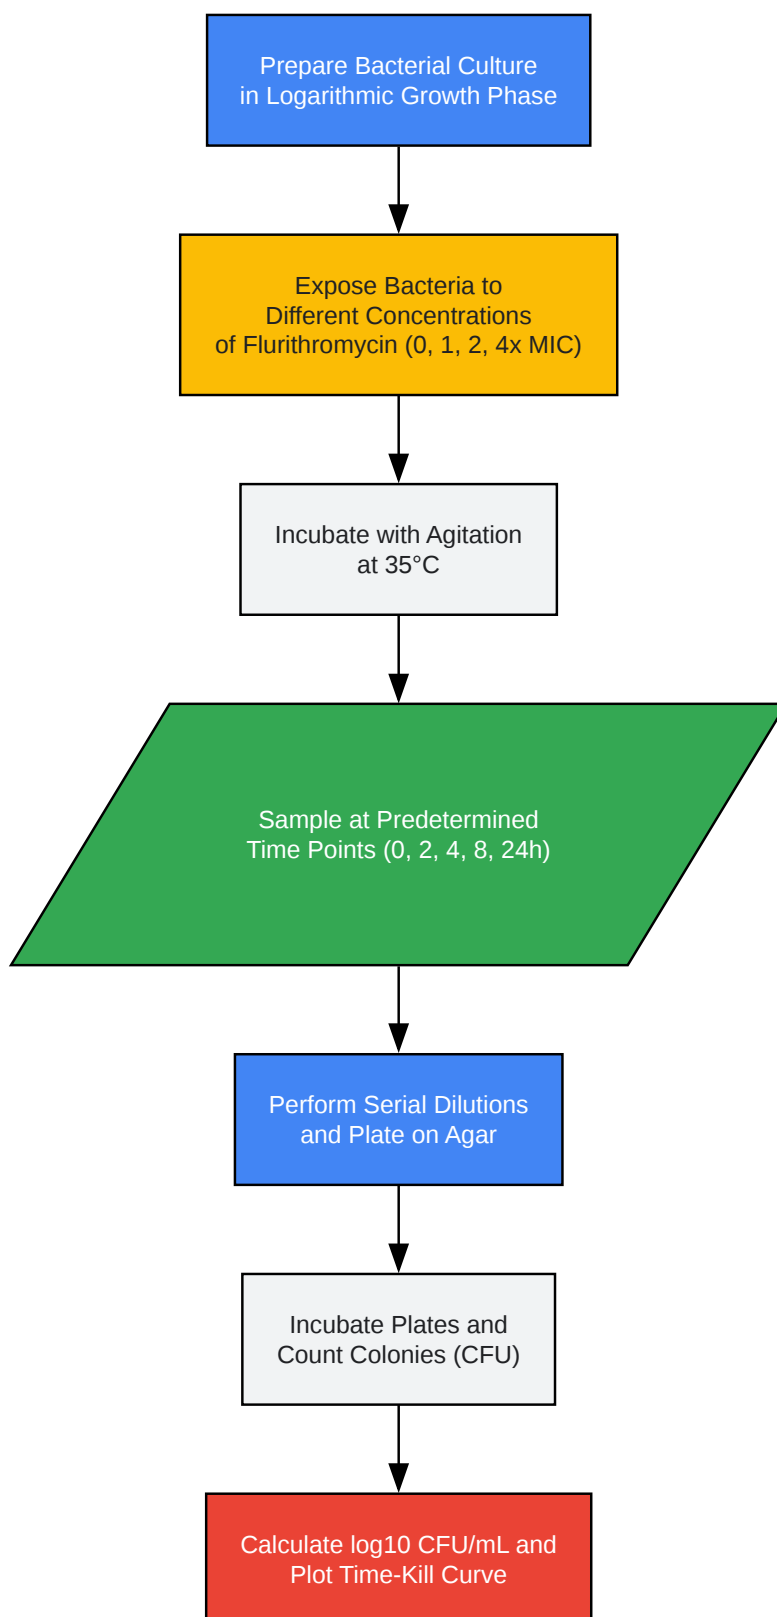 Prepare Bacterial Culture
in Logarithmic Growth Phase
Expose Bacteria to
Different Concentrations
of Flurithromycin (0, 1, 2, 4x MIC)
Incubate with Agitation
at 35°C
Sample at Predetermined
Time Points (0, 2, 4, 8, 24h)
Perform Serial Dilutions
and Plate on Agar
Incubate Plates and
Count Colonies (CFU)
Calculate log10 CFU/mL and
Plot Time-Kill Curve